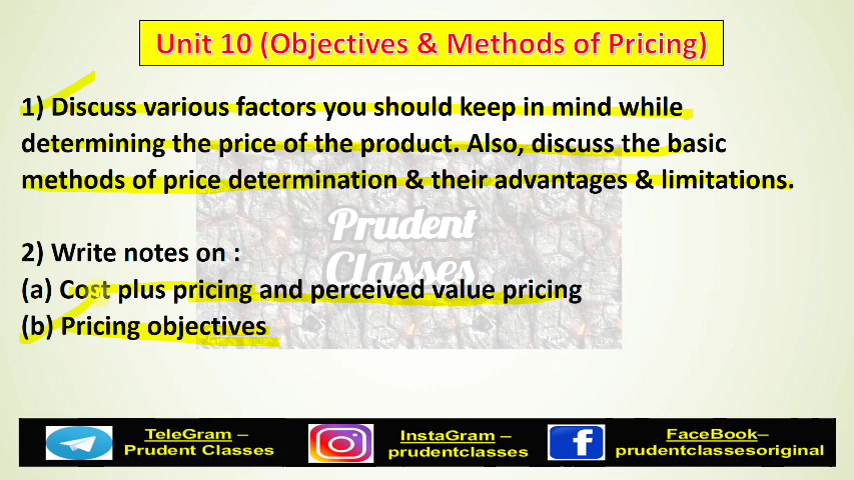 Unit 10 (Objectives & Methods of Pricing)
1) Discuss various factors you should keep in mind while
determining the price of the product. Also, discuss the basic
methods of price determination & their advantages & limitations.
Prudent
Classes
2) Write notes on :
(a) Cost plus pricing and perceived value pricing
(b) Pricing objectives
TeleGram –
Prudent Classes
InstaGram –
prudentclasses
FaceBook–
prudentclassesoriginal